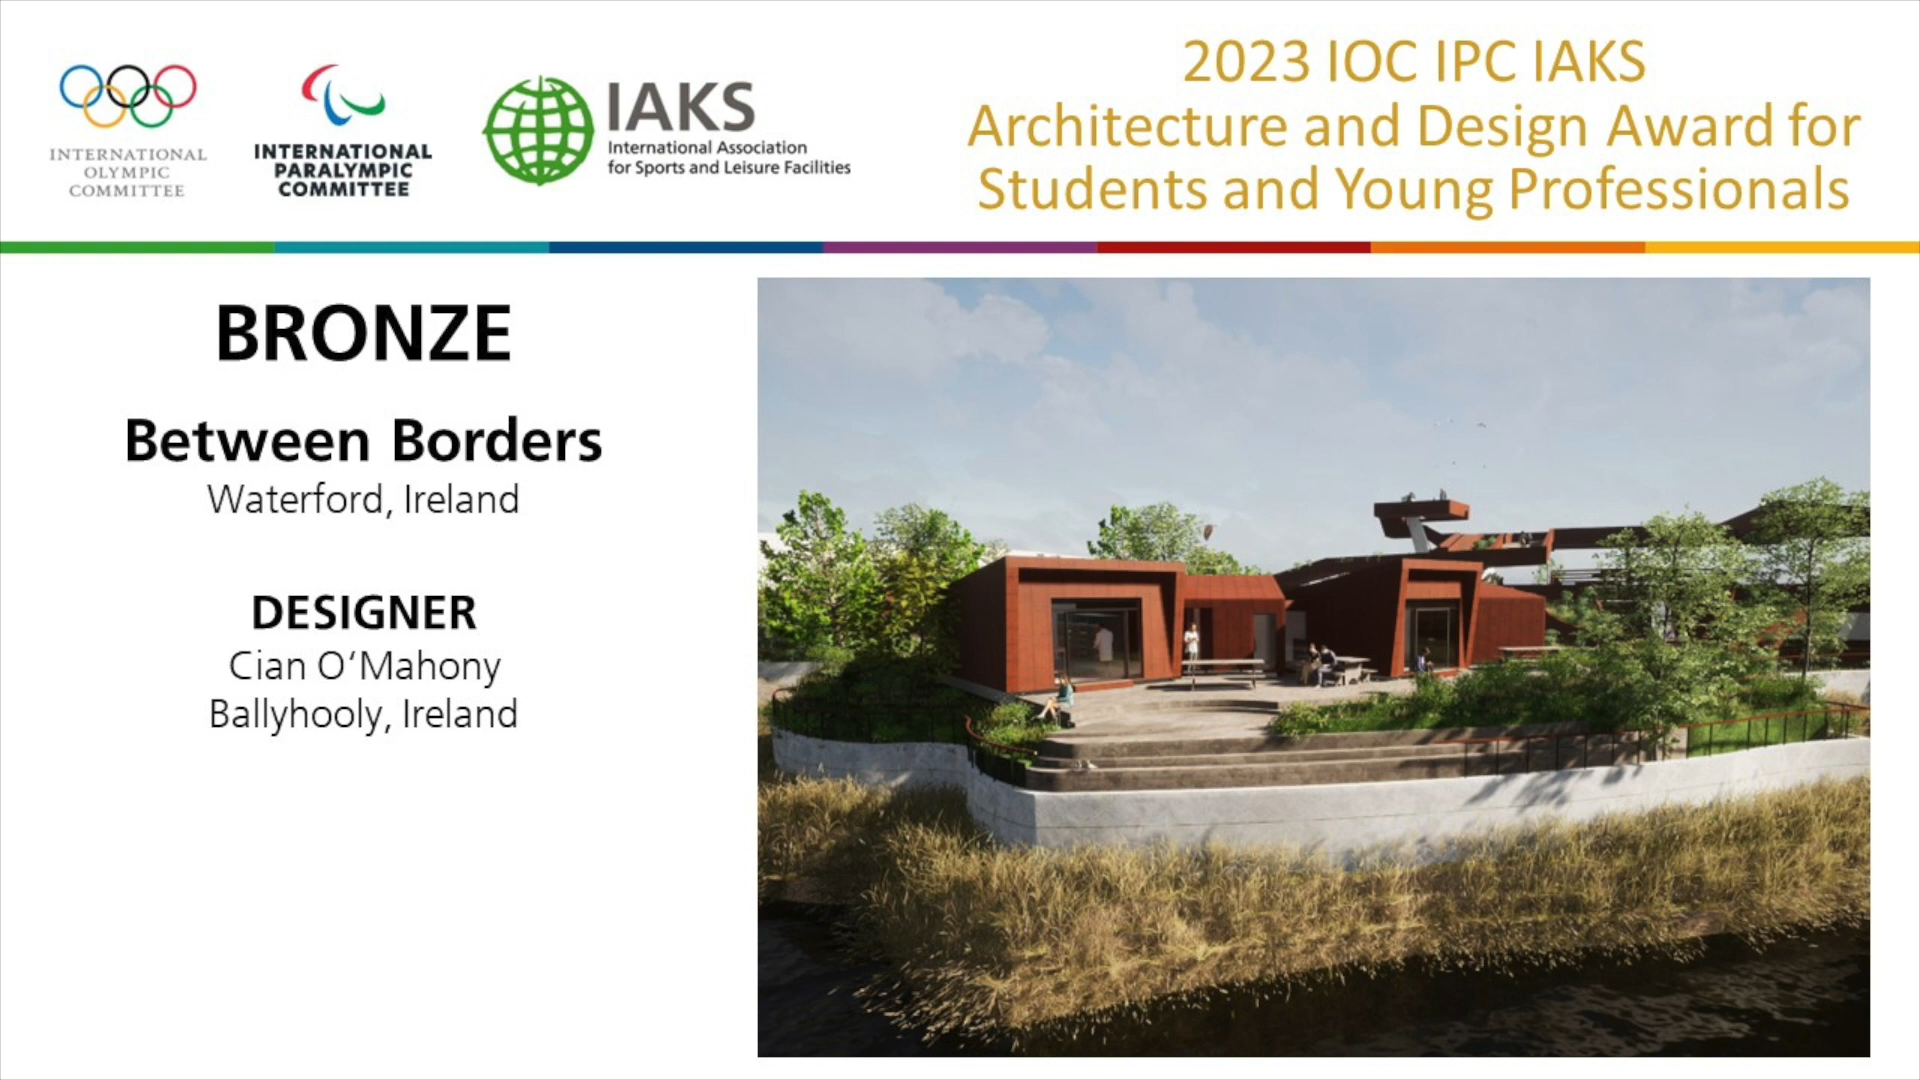 INTERNATIONAL
OLYMPIC
COMMITTEE
INTERNATIONAL
PARALYMPIC
COMMITTEE
IAKS
International Association
for Sports and Leisure Facilities
2023 IOC IPC IAKS
Architecture and Design Award for
Students and Young Professionals
BRONZE
Between Borders
Waterford, Ireland
DESIGNER
Cian O‘Mahony
Ballyhooly, Ireland